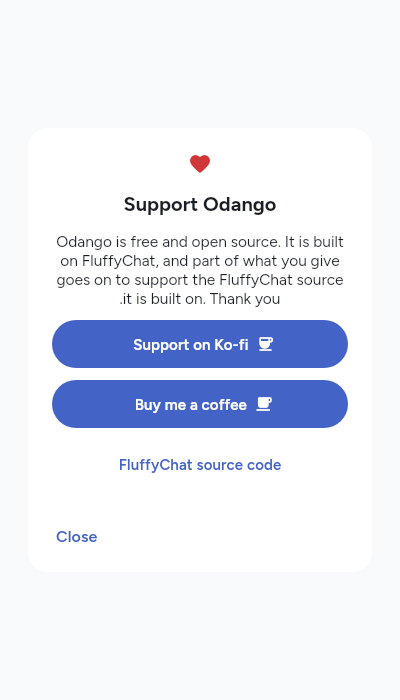 Support Odango
Odango is free and open source. It is built
on FluffyChat, and part of what you give
goes on to support the FluffyChat source
.it is built on. Thank you
Support on Ko-fi
Buy me a coffee
FluffyChat source code
Close